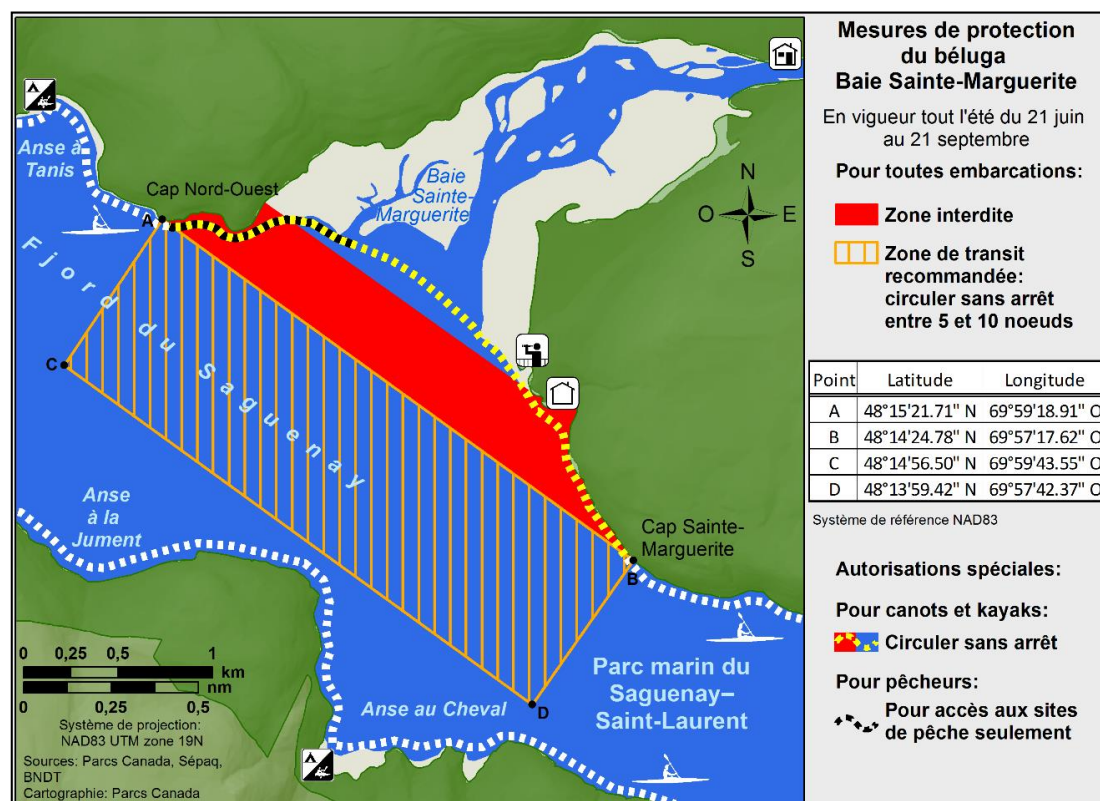 Mesures de protection
du béluga
Baie Sainte-Marguerite
En vigueur tout l'été du 21 juin
au 21 septembre
Pour toutes embarcations:
Zone interdite
Zone de transit
recommandée:
circuler sans arrêt
entre 5 et 10 noeuds
Point Latitude Longitude
A 48°15'21.71" N 69°59'18.91" O
B 48°14'24.78" N 69°57'17.62" O
C 48°14'56.50" N 69°59'43.55" O
D 48°13'59.42" N 69°57'42.37" O
Système de référence NAD83
Autorisations spéciales:
Pour canots et kayaks:
Circuler sans arrêt
Pour pêcheurs:
Pour accès aux sites
de pêche seulement
Anse à
Tanis
Cap Nord-Ouest
Baie
Sainte-
Marguerite
N
O E
S
A
Fjord du Saguenay
C
Anse
à la
Jument
Cap Sainte-
Marguerite
B
Parc marin du
Saguenay–
Saint-Laurent
Anse au Cheval
D
0 0,25 0,5 1
km
nm
0 0,25 0,5
Système de projection:
NAD83 UTM zone 19N
Sources: Parcs Canada, Sépaq,
BNDT
Cartographie: Parcs Canada